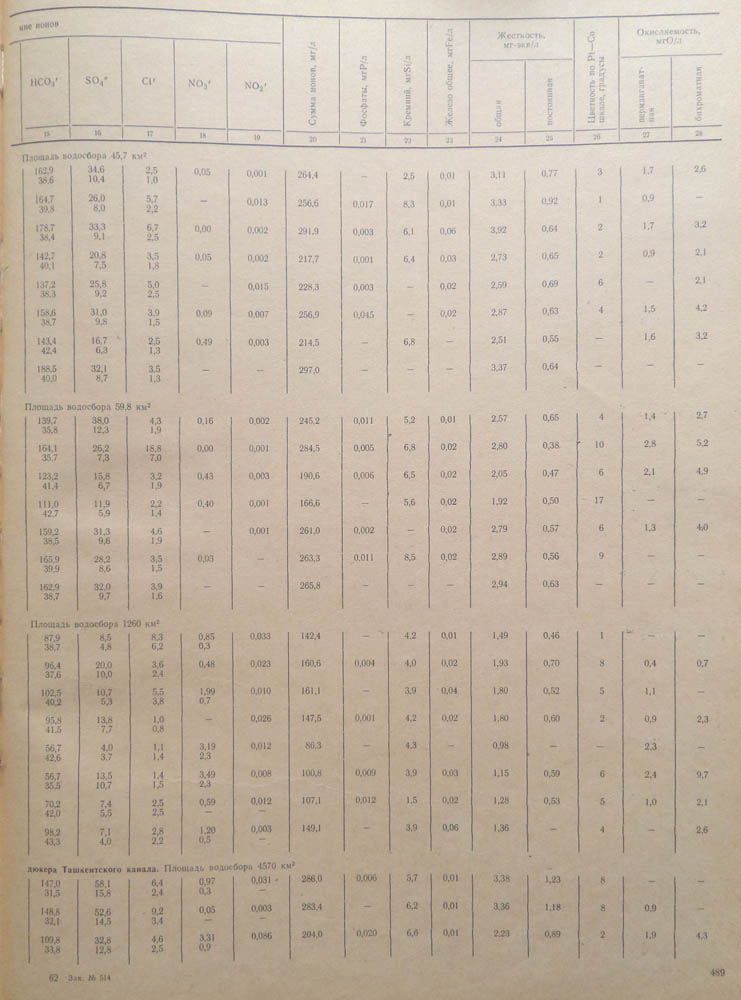 ние ионов
HCO₃′ SO₄″ Cl′ NO₃′ NO₂′ Сумма ионов, мг/л Фосфаты, мгP/л Кремний, мгSi/л Железо общее, мгFe/л Жесткость, мг-экв/л общая постоянная Цветность по Pt—Co шкале, градусы Окисляемость, мгO/л перманганат-ная бихроматная
15 16 17 18 19 20 21 22 23 24 25 26 27 28
Площадь водосбора 45,7 км²
162,9 34,6 2,5 0,05 0,001 264,4 — 2,5 0,01 3,11 0,77 3 1,7 2,6
38,6 10,4 1,0
164,7 26,0 5,7 — 0,013 256,6 0,017 8,3 0,01 3,33 0,92 1 0,9 —
39,8 8,0 2,2
178,7 33,3 6,7 0,00 0,002 291,9 0,003 6,1 0,06 3,92 0,64 2 1,7 3,2
38,4 9,1 2,5
142,7 20,8 3,5 0,05 0,002 217,7 0,001 6,4 0,03 2,73 0,65 2 0,9 2,1
40,1 7,5 1,8
137,2 25,8 5,0 — 0,015 228,3 0,003 — 0,02 2,59 0,69 6 — 2,1
38,3 9,2 2,5
158,6 31,0 3,9 0,09 0,007 256,9 0,045 — 0,02 2,87 0,63 4 1,5 4,2
38,7 9,8 1,5
143,4 16,7 2,5 0,49 0,003 214,5 — 6,8 — 2,51 0,55 — 1,6 3,2
42,4 6,3 1,3
188,5 32,1 3,5 — — 297,0 — — — 3,37 0,64 — — —
40,0 8,7 1,3
Площадь водосбора 59,8 км²
139,7 38,0 4,3 0,16 0,002 245,2 0,011 5,2 0,01 2,57 0,65 4 1,4 2,7
35,8 12,3 1,9
164,1 26,2 18,8 0,00 0,001 284,5 0,005 6,8 0,02 2,80 0,38 10 2,8 5,2
35,7 7,3 7,0
123,2 15,8 3,2 0,43 0,003 190,6 0,006 6,5 0,02 2,05 0,47 6 2,1 4,9
41,4 6,7 1,9
111,0 11,9 2,2 0,40 0,001 166,6 — 5,6 0,02 1,92 0,50 17 — —
42,7 5,9 1,4
159,2 31,3 4,6 — 0,001 261,0 0,002 — 0,02 2,79 0,57 6 1,3 4,0
38,5 9,6 1,9
165,9 28,2 3,5 0,03 — 263,3 0,011 8,5 0,02 2,89 0,56 9 — —
39,9 8,6 1,5
162,9 32,0 3,9 — — 265,8 — — — 2,94 0,63 — — —
38,7 9,7 1,6
Площадь водосбора 1260 км²
87,9 8,5 8,3 0,85 0,033 142,4 — 4,2 0,01 1,49 0,46 1 — —
38,7 4,8 6,2 0,3
96,4 20,0 3,6 0,48 0,023 160,6 0,004 4,0 0,02 1,93 0,70 8 0,4 0,7
37,6 10,0 2,4
102,5 10,7 5,5 1,99 0,010 161,1 — 3,9 0,04 1,80 0,52 5 1,1 —
40,2 5,3 3,8 0,7
95,8 13,8 1,0 — 0,026 147,5 0,001 4,2 0,02 1,80 0,60 2 0,9 2,3
41,5 7,7 0,8
56,7 4,0 1,1 3,19 0,012 86,3 — 4,3 — 0,98 — — 2,3 —
42,6 3,7 1,4 2,3
56,7 13,5 1,4 3,49 0,008 100,8 0,009 3,9 0,03 1,15 0,59 6 2,4 9,7
35,5 10,7 1,5 2,3
70,2 7,4 2,5 0,59 0,012 107,1 0,012 1,5 0,02 1,28 0,53 5 1,0 2,1
42,0 5,5 2,5 —
98,2 7,1 2,8 1,20 0,003 149,1 — 3,9 0,06 1,36 — 4 — 2,6
43,3 4,0 2,2 0,5 —
дюкера Ташкентского канала. Площадь водосбора 4570 км²
147,0 58,1 6,4 0,97 0,031 286,0 0,006 5,7 0,01 3,38 1,23 8 — —
31,5 15,8 2,4 0,3 —
148,8 52,6 9,2 0,05 0,003 283,4 — 6,2 0,01 3,36 1,18 8 0,9 —
32,1 14,5 3,4 — —
109,8 32,8 4,6 3,31 0,086 204,0 0,020 6,6 0,01 2,23 0,89 2 1,9 4,3
33,8 12,8 2,5 0,9
62 Зак. № 514 489